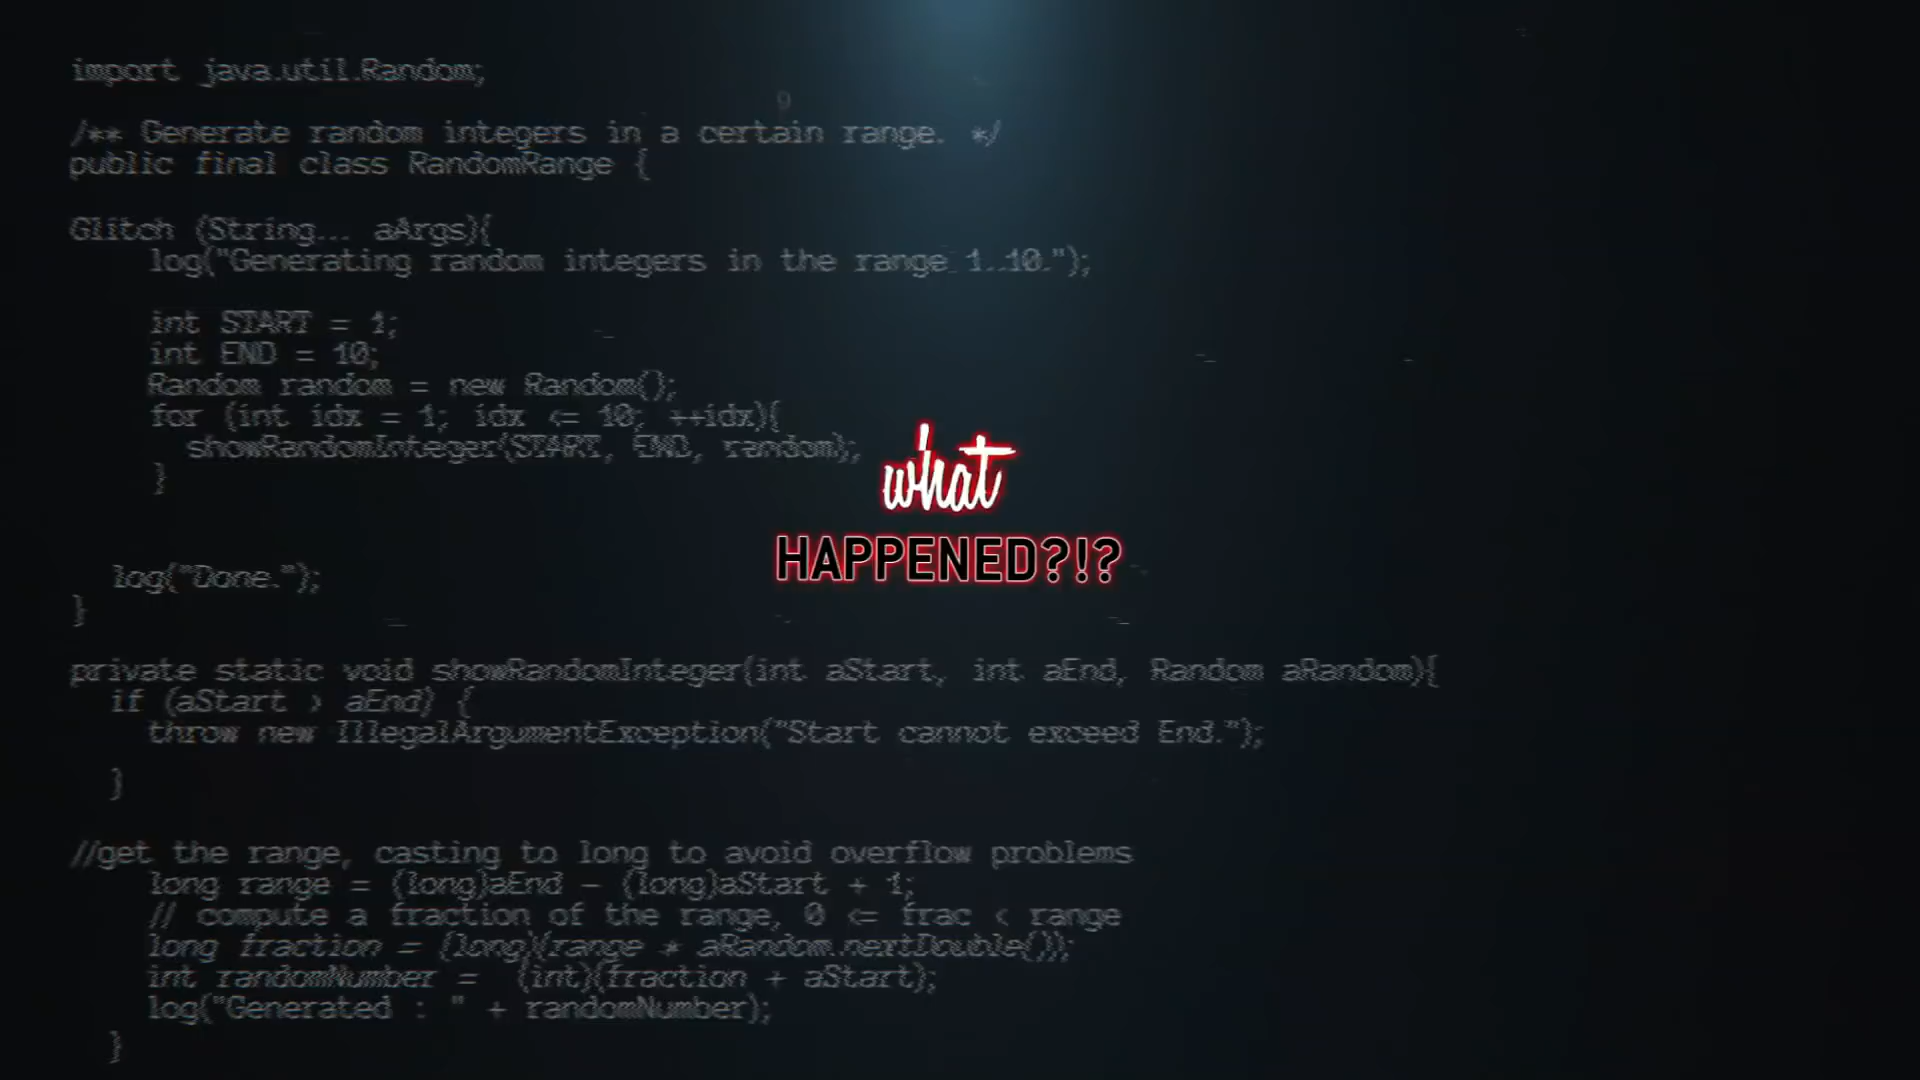 import java.util.Random;
9
/** Generate random integers in a certain range. */
public final class RandomRange {
Glitch (String... aArgs){
log("Generating random integers in the range 1..10.");
int START = 1;
int END = 10;
Random random = new Random();
for (int idx = 1; idx <= 10; ++idx){
showRandomInteger(START, END, random);
}
what
HAPPENED?!?
log("Done.");
}
private static void showRandomInteger(int aStart, int aEnd, Random aRandom){
if (aStart > aEnd) {
throw new IllegalArgumentException("Start cannot exceed End.");
}
//get the range, casting to long to avoid overflow problems
long range = (long)aEnd - (long)aStart + 1;
// compute a fraction of the range, 0 <= frac < range
long fraction = (long)(range * aRandom.nextDouble());
int randomNumber = (int)(fraction + aStart);
log("Generated : " + randomNumber);
}